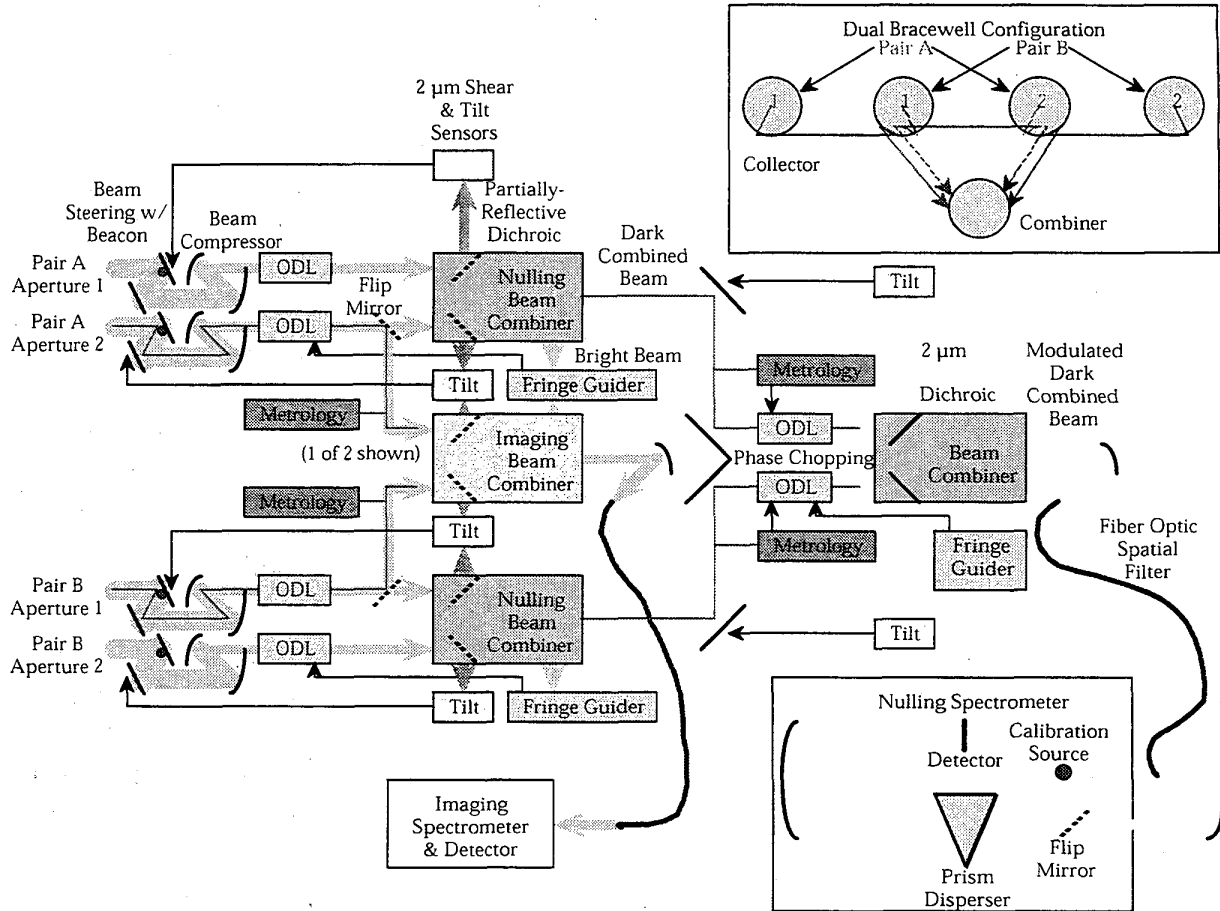 Dual Bracewell Configuration
Pair A
Pair B
1
1
2
2
Collector
Combiner
2 µm Shear
& Tilt
Sensors
Beam
Steering w/
Beacon
Beam
Compressor
Partially-
Reflective
Dichroic
Dark
Combined
Beam
Pair A
Aperture 1
ODL
Flip
Mirror
Nulling
Beam
Combiner
Tilt
Pair A
Aperture 2
ODL
Bright Beam
Tilt
Fringe Guider
Metrology
(1 of 2 shown)
Imaging
Beam
Combiner
Metrology
Tilt
Metrology
ODL
Phase Chopping
ODL
Metrology
2 µm
Dichroic
Beam
Combiner
Modulated
Dark
Combined
Beam
Fringe
Guider
Fiber Optic
Spatial
Filter
Pair B
Aperture 1
ODL
Nulling
Beam
Combiner
Pair B
Aperture 2
ODL
Tilt
Tilt
Fringe Guider
Imaging
Spectrometer
& Detector
Nulling Spectrometer
Detector
Calibration
Source
Prism
Disperser
Flip
Mirror